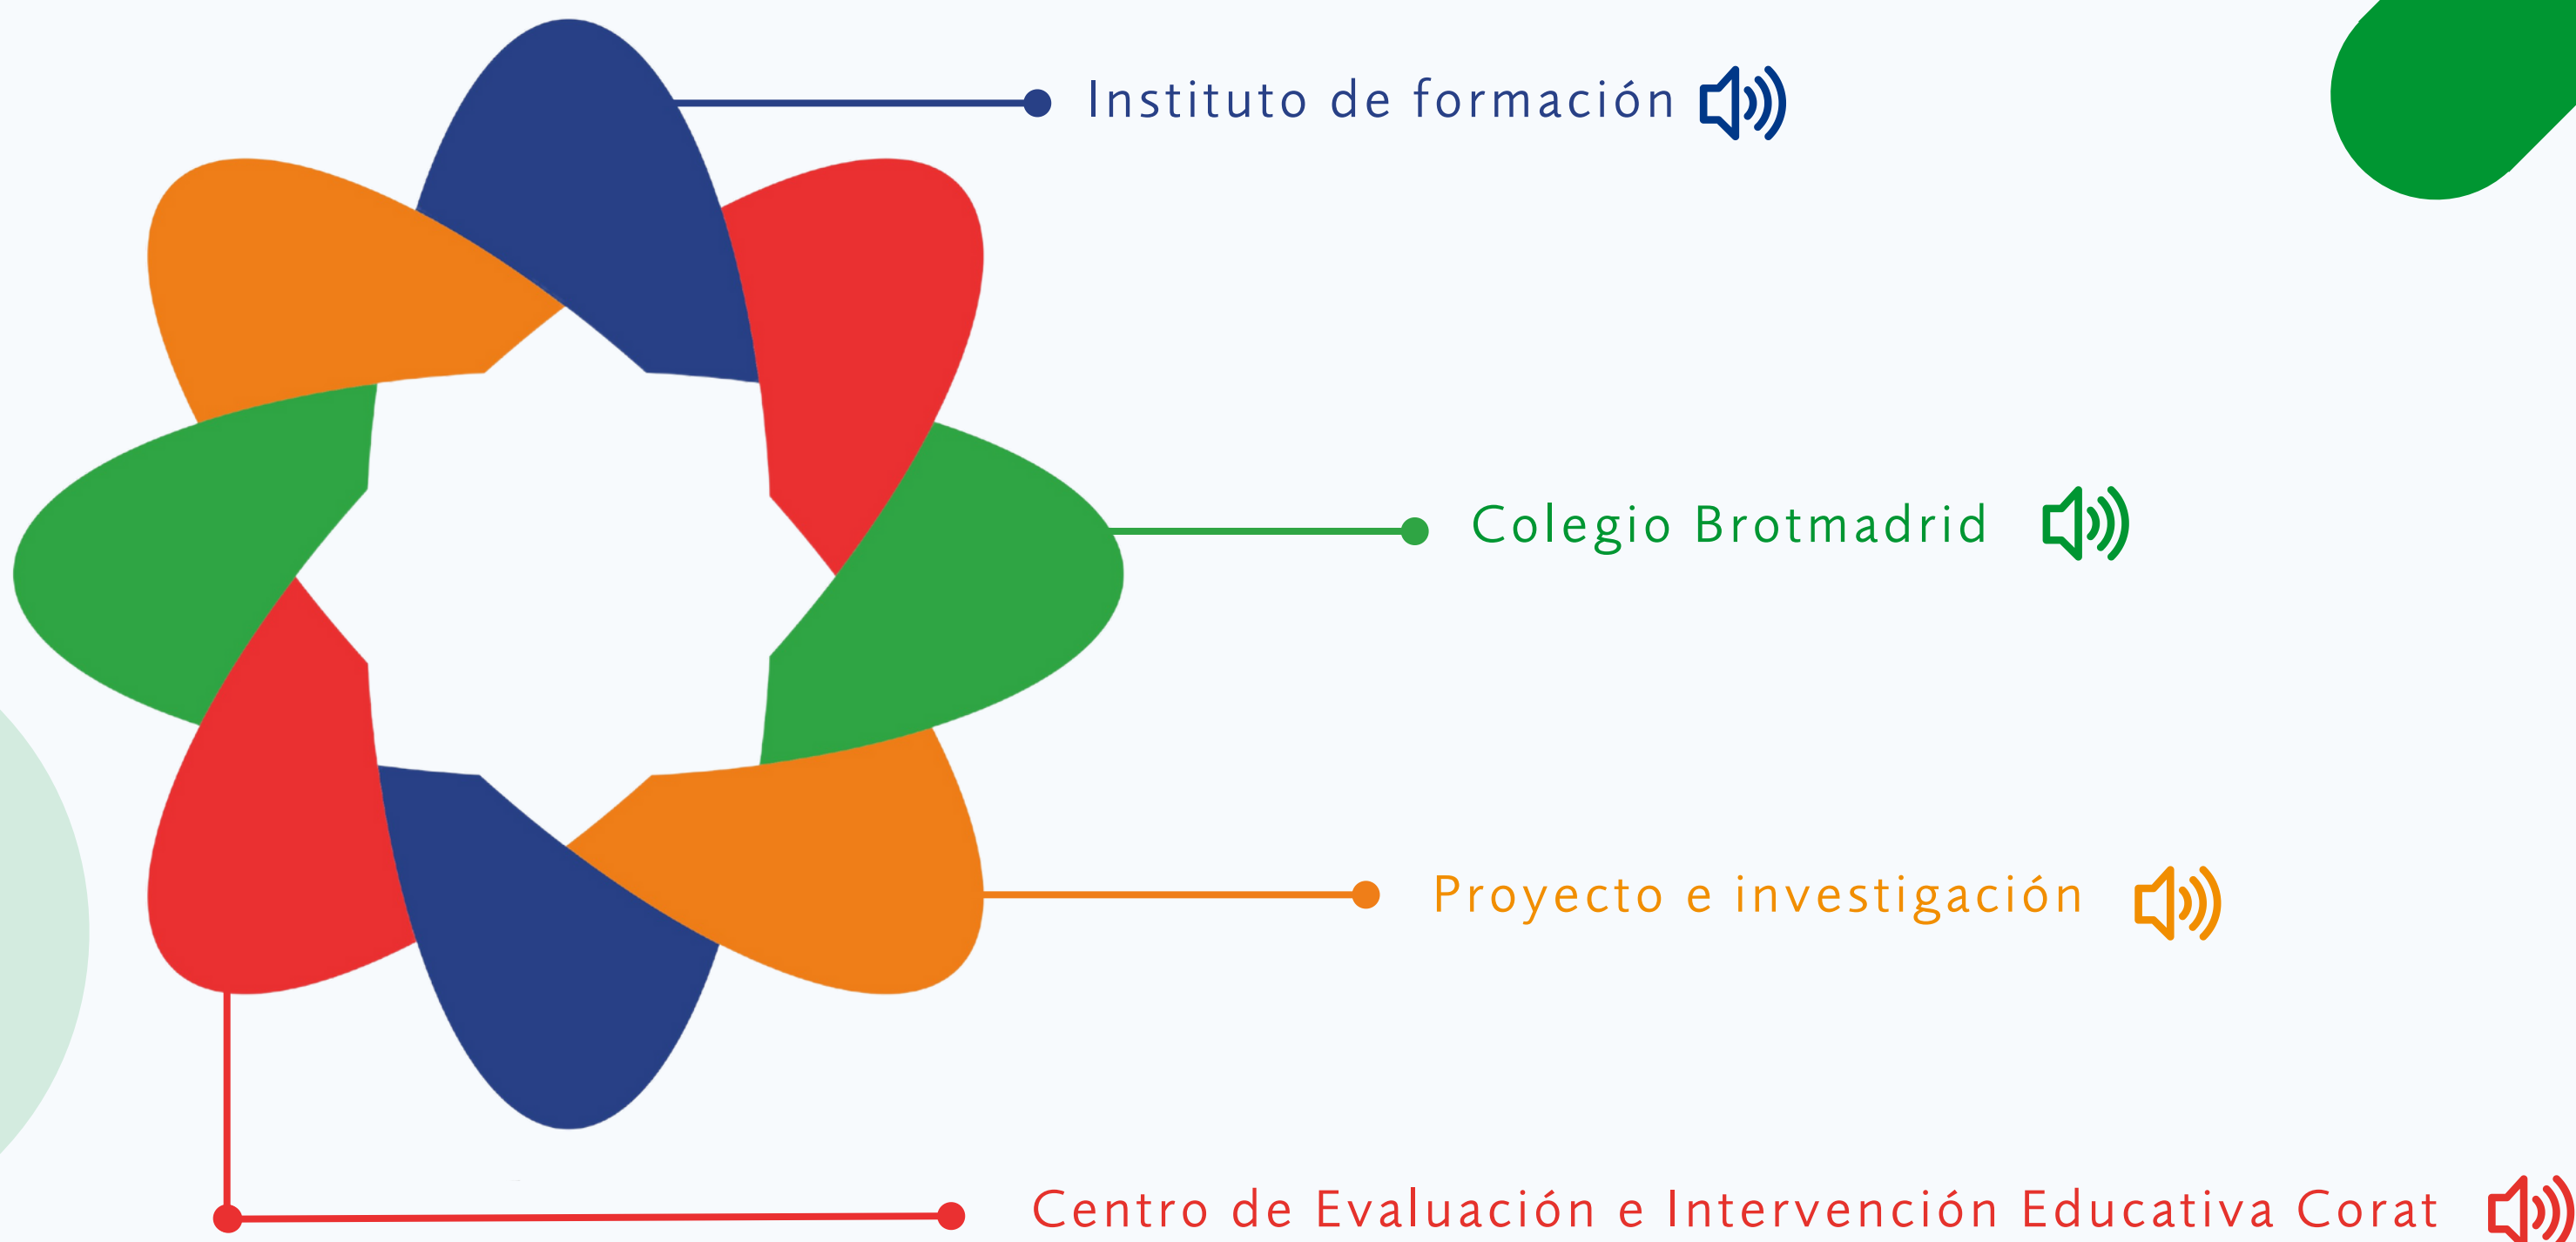 Instituto de formación
Colegio Brotmadrid
Proyecto e investigación
Centro de Evaluación e Intervención Educativa Corat